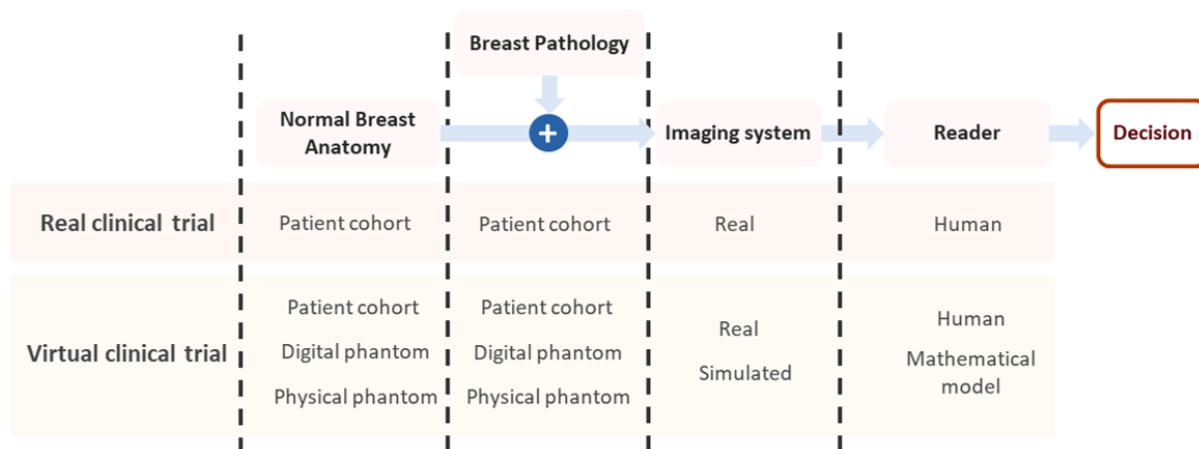 Breast Pathology
Normal Breast
Anatomy
+
Imaging system
Reader
Decision
Real clinical trial
Patient cohort
Patient cohort
Real
Human
Virtual clinical trial
Patient cohort
Digital phantom
Physical phantom
Patient cohort
Digital phantom
Physical phantom
Real
Simulated
Human
Mathematical
model